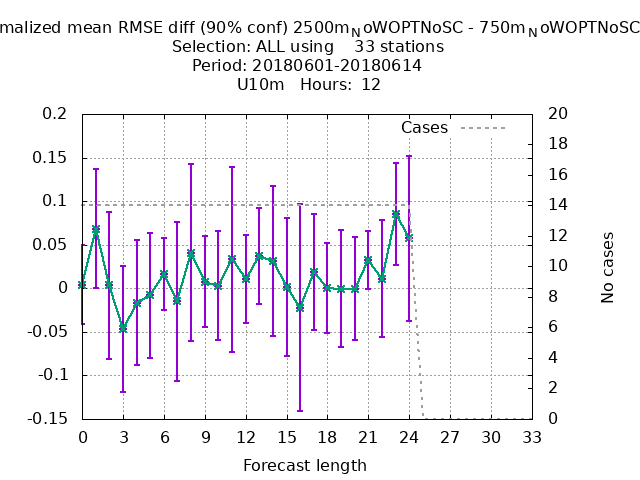 malized mean RMSE diff (90% conf) 2500mNoWOPTNoSC - 750mNoWOPTNoSC
Selection: ALL using 33 stations
Period: 20180601-20180614
U10m Hours: 12
Cases
0.2
0.15
0.1
0.05
0
-0.05
-0.1
-0.15
20
18
16
14
12
10
8
6
4
2
0
No cases
0 3 6 9 12 15 18 21 24 27 30 33
Forecast length